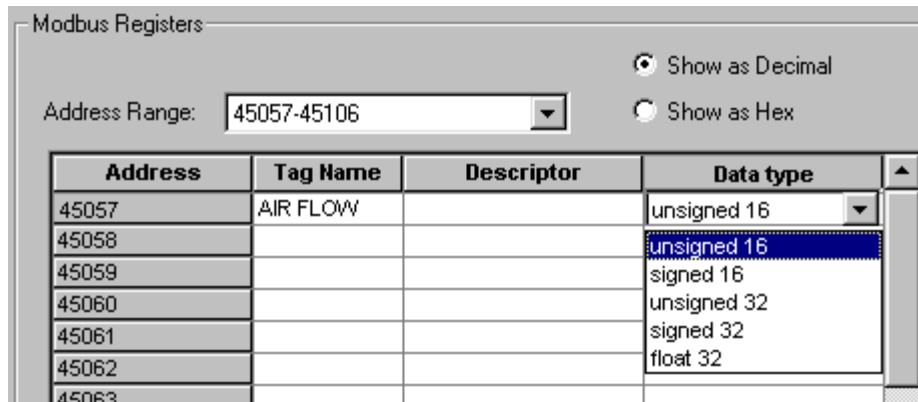 Modbus Registers
Show as Decimal
Address Range: 45057-45106 Show as Hex
Address Tag Name Descriptor Data type
45057 AIR FLOW unsigned 16
45058 unsigned 16
45059 signed 16
45060 unsigned 32
45061 signed 32
45062 float 32
45063